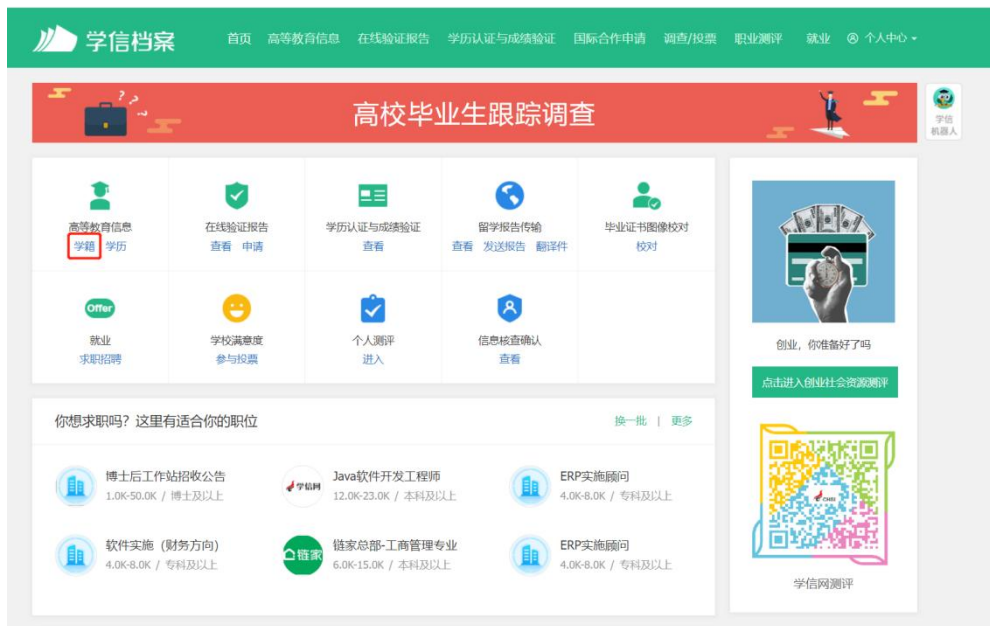 学信档案
首页 高等教育信息 在线验证报告 学历认证与成绩验证 国际合作申请 调查/投票 职业测评 就业 个人中心
? ? ?
高校毕业生跟踪调查
学信
机器人
高等教育信息 在线验证报告 学历认证与成绩验证 留学报告传输 毕业证书图像校对
学籍 学历 查看 申请 查看 查看 发送报告 翻译件 校对
Offer
就业 学校满意度 个人测评 信息核查确认
求职招聘 参与投票 进入 查看
创业，你准备好了吗
点击进入创业社会资源测评
你想求职吗？这里有适合你的职位 换一批 | 更多
博士后工作站招收公告 学信网 Java软件开发工程师 ERP实施顾问
1.0K-50.0K / 博士及以上 12.0K-23.0K / 本科及以上 4.0K-8.0K / 专科及以上
软件实施（财务方向） 链家 链家总部-工商管理专业 ERP实施顾问
4.0K-8.0K / 专科及以上 6.0K-15.0K / 本科及以上 4.0K-8.0K / 专科及以上
学信网测评